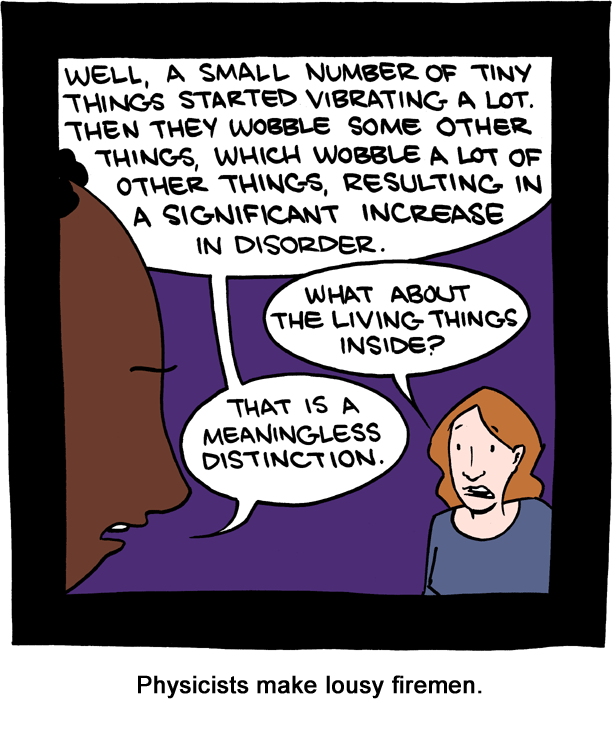 WELL, A SMALL NUMBER OF TINY
THINGS STARTED VIBRATING A LOT.
THEN THEY WOBBLE SOME OTHER
THINGS, WHICH WOBBLE A LOT OF
OTHER THINGS, RESULTING IN
A SIGNIFICANT INCREASE
IN DISORDER.
WHAT ABOUT
THE LIVING THINGS
INSIDE?
THAT IS A
MEANINGLESS
DISTINCTION.
Physicists make lousy firemen.